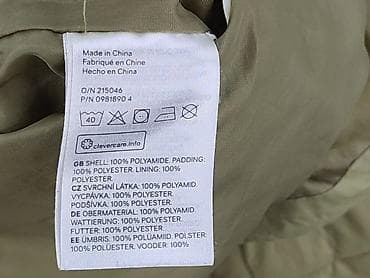 Made in China
Fabriqué en Chine
Hecho en China
O/N 215046
P/N 0981890 4
40
clevercare.info
GB SHELL: 100% POLYAMIDE. PADDING:
100% POLYESTER. LINING: 100%
POLYESTER.
CZ SVRCHNÍ LÁTKA: 100% POLYAMID.
VYCPÁVKA: 100% POLYESTER.
PODŠÍVKA: 100% POLYESTER.
DE OBERMATERIAL: 100% POLYAMID.
WATTIERUNG: 100% POLYESTER.
FUTTER: 100% POLYESTER.
EE ÜMBRIS: 100% POLÜAMIID. POLSTER:
100% POLÜESTER. VOODER: 100%